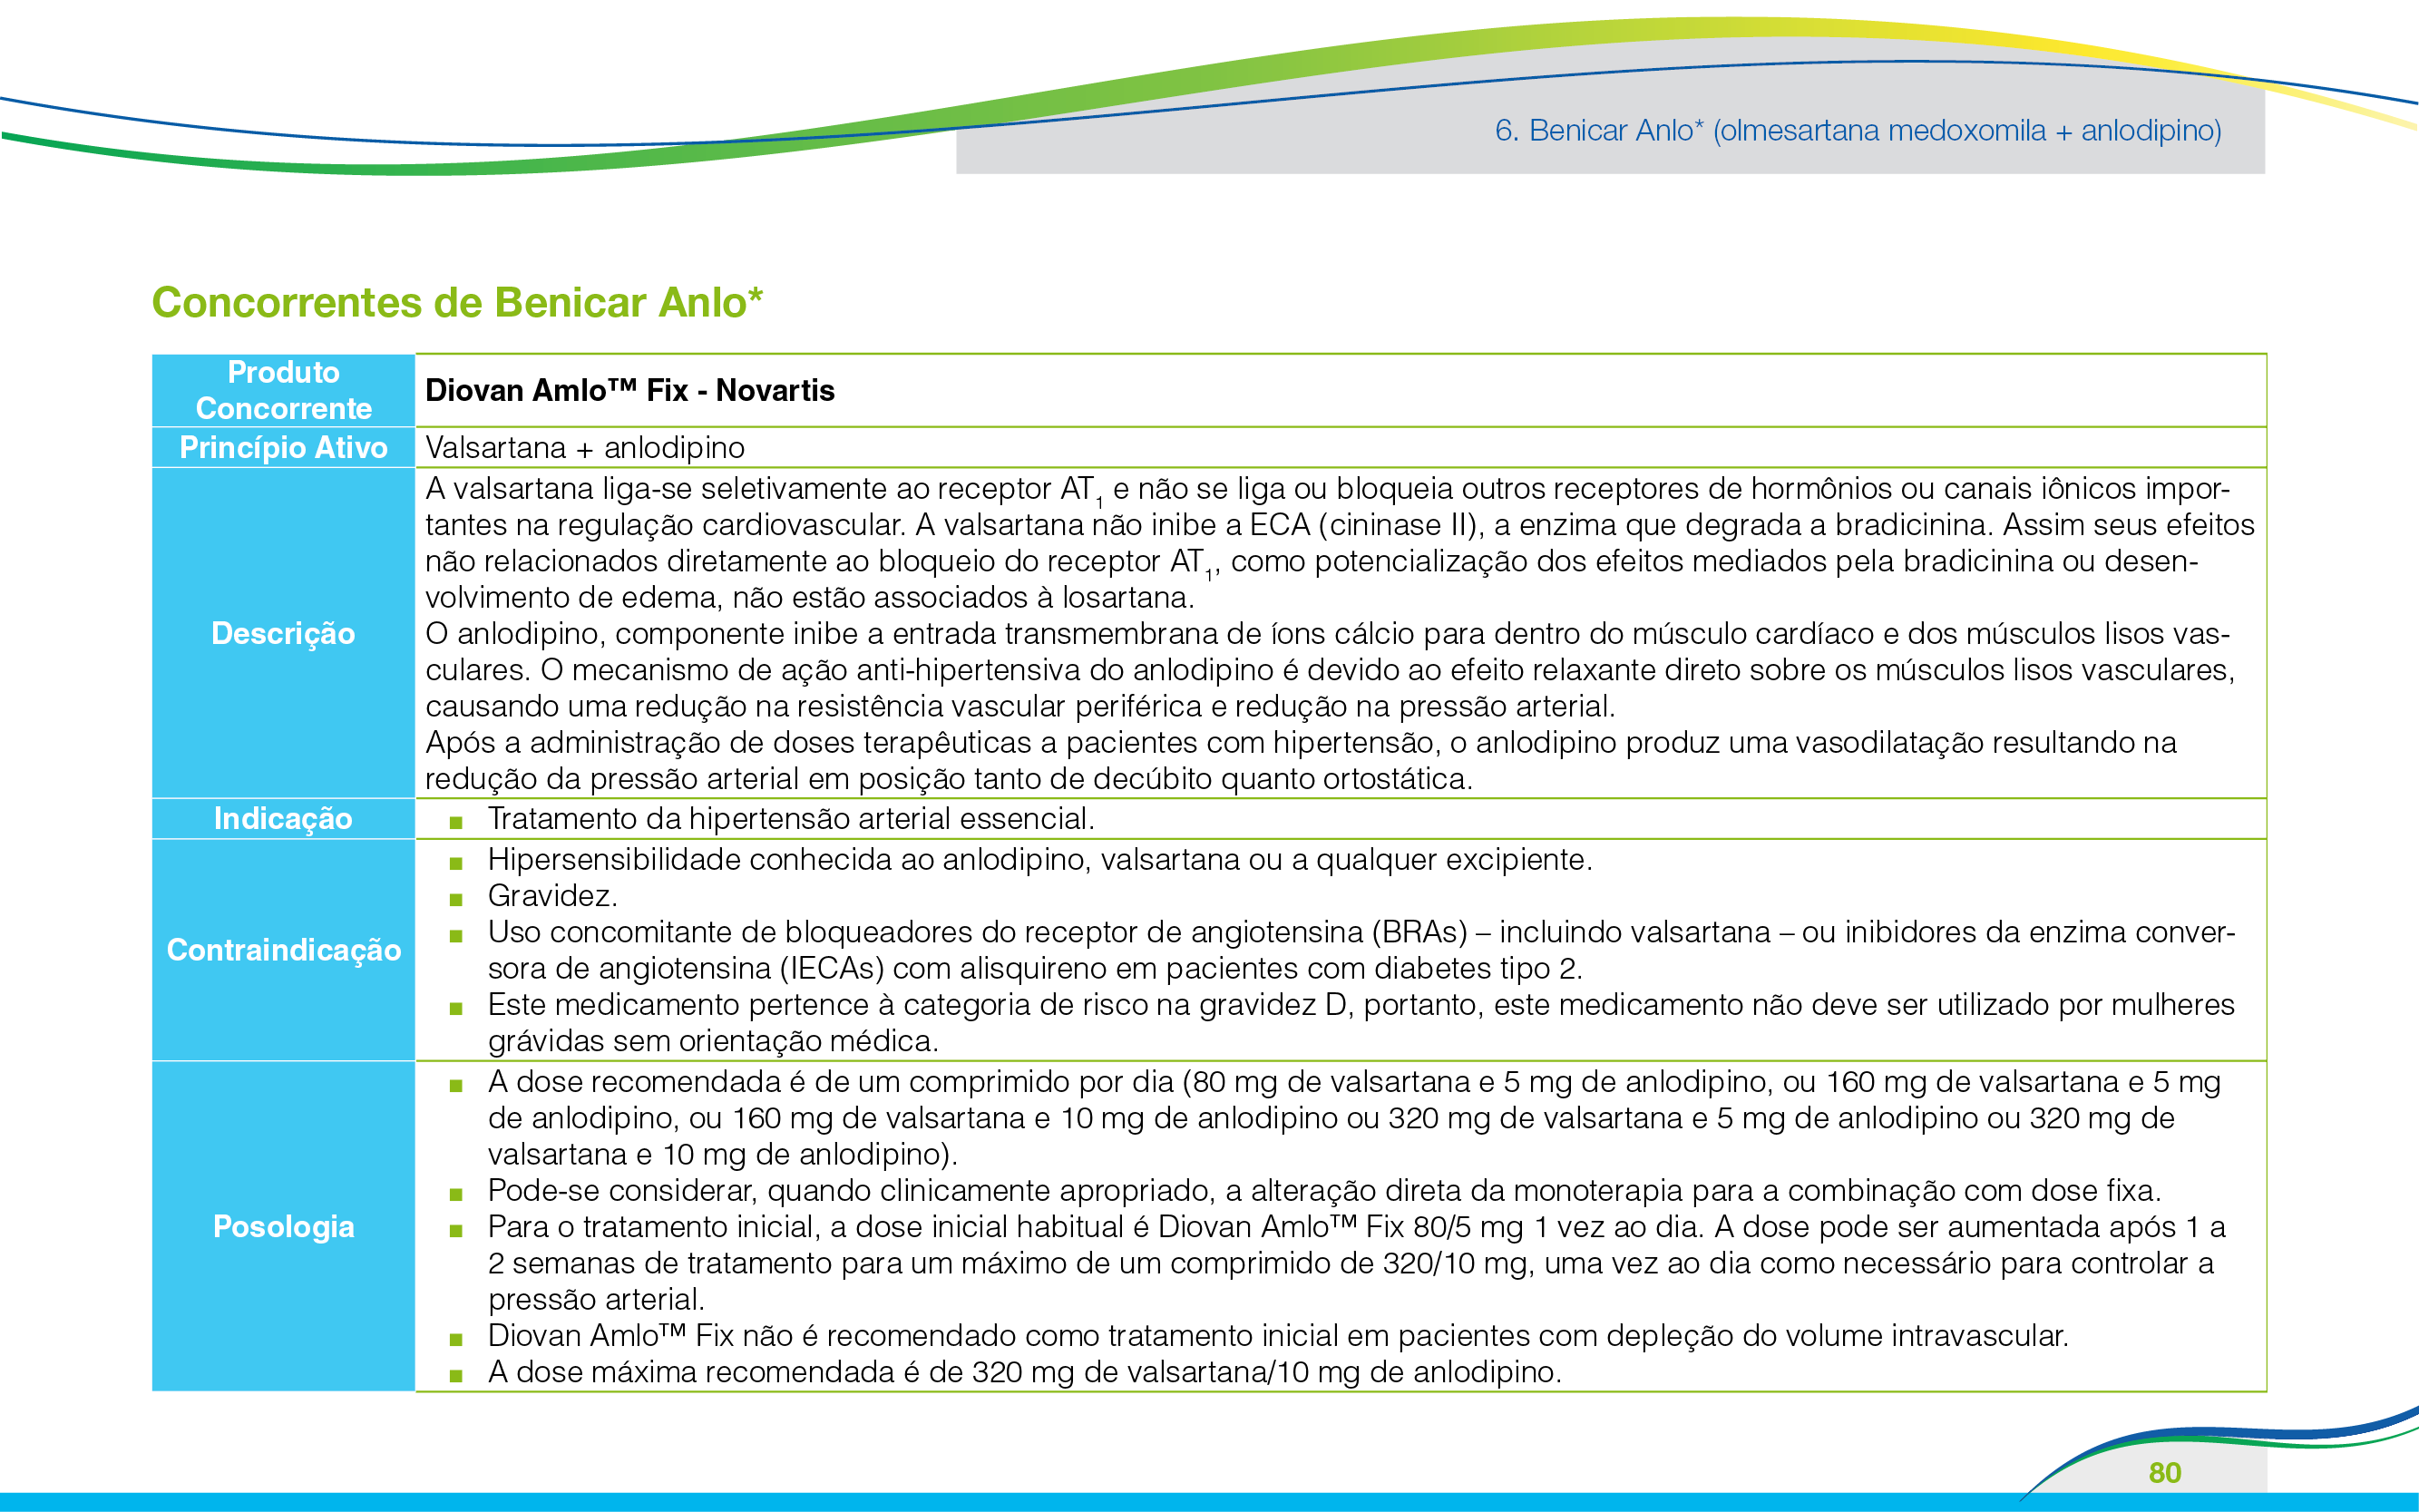 6. Benicar Anlo* (olmesartana medoxomila + anlodipino)
Concorrentes de Benicar Anlo*
Produto
Concorrente
Diovan Amlo™ Fix - Novartis
Princípio Ativo
Valsartana + anlodipino
Descrição
A valsartana liga-se seletivamente ao receptor AT1 e não se liga ou bloqueia outros receptores de hormônios ou canais iônicos impor-
tantes na regulação cardiovascular. A valsartana não inibe a ECA (cininase II), a enzima que degrada a bradicinina. Assim seus efeitos
não relacionados diretamente ao bloqueio do receptor AT1, como potencialização dos efeitos mediados pela bradicinina ou desen-
volvimento de edema, não estão associados à losartana.
O anlodipino, componente inibe a entrada transmembrana de íons cálcio para dentro do músculo cardíaco e dos músculos lisos vas-
culares. O mecanismo de ação anti-hipertensiva do anlodipino é devido ao efeito relaxante direto sobre os músculos lisos vasculares,
causando uma redução na resistência vascular periférica e redução na pressão arterial.
Após a administração de doses terapêuticas a pacientes com hipertensão, o anlodipino produz uma vasodilatação resultando na
redução da pressão arterial em posição tanto de decúbito quanto ortostática.
Indicação
■ Tratamento da hipertensão arterial essencial.
Contraindicação
■ Hipersensibilidade conhecida ao anlodipino, valsartana ou a qualquer excipiente.
■ Gravidez.
■ Uso concomitante de bloqueadores do receptor de angiotensina (BRAs) – incluindo valsartana – ou inibidores da enzima conver-
sora de angiotensina (IECAs) com alisquireno em pacientes com diabetes tipo 2.
■ Este medicamento pertence à categoria de risco na gravidez D, portanto, este medicamento não deve ser utilizado por mulheres
grávidas sem orientação médica.
Posologia
■ A dose recomendada é de um comprimido por dia (80 mg de valsartana e 5 mg de anlodipino, ou 160 mg de valsartana e 5 mg
de anlodipino, ou 160 mg de valsartana e 10 mg de anlodipino ou 320 mg de valsartana e 5 mg de anlodipino ou 320 mg de
valsartana e 10 mg de anlodipino).
■ Pode-se considerar, quando clinicamente apropriado, a alteração direta da monoterapia para a combinação com dose fixa.
■ Para o tratamento inicial, a dose inicial habitual é Diovan Amlo™ Fix 80/5 mg 1 vez ao dia. A dose pode ser aumentada após 1 a
2 semanas de tratamento para um máximo de um comprimido de 320/10 mg, uma vez ao dia como necessário para controlar a
pressão arterial.
■ Diovan Amlo™ Fix não é recomendado como tratamento inicial em pacientes com depleção do volume intravascular.
■ A dose máxima recomendada é de 320 mg de valsartana/10 mg de anlodipino.
80